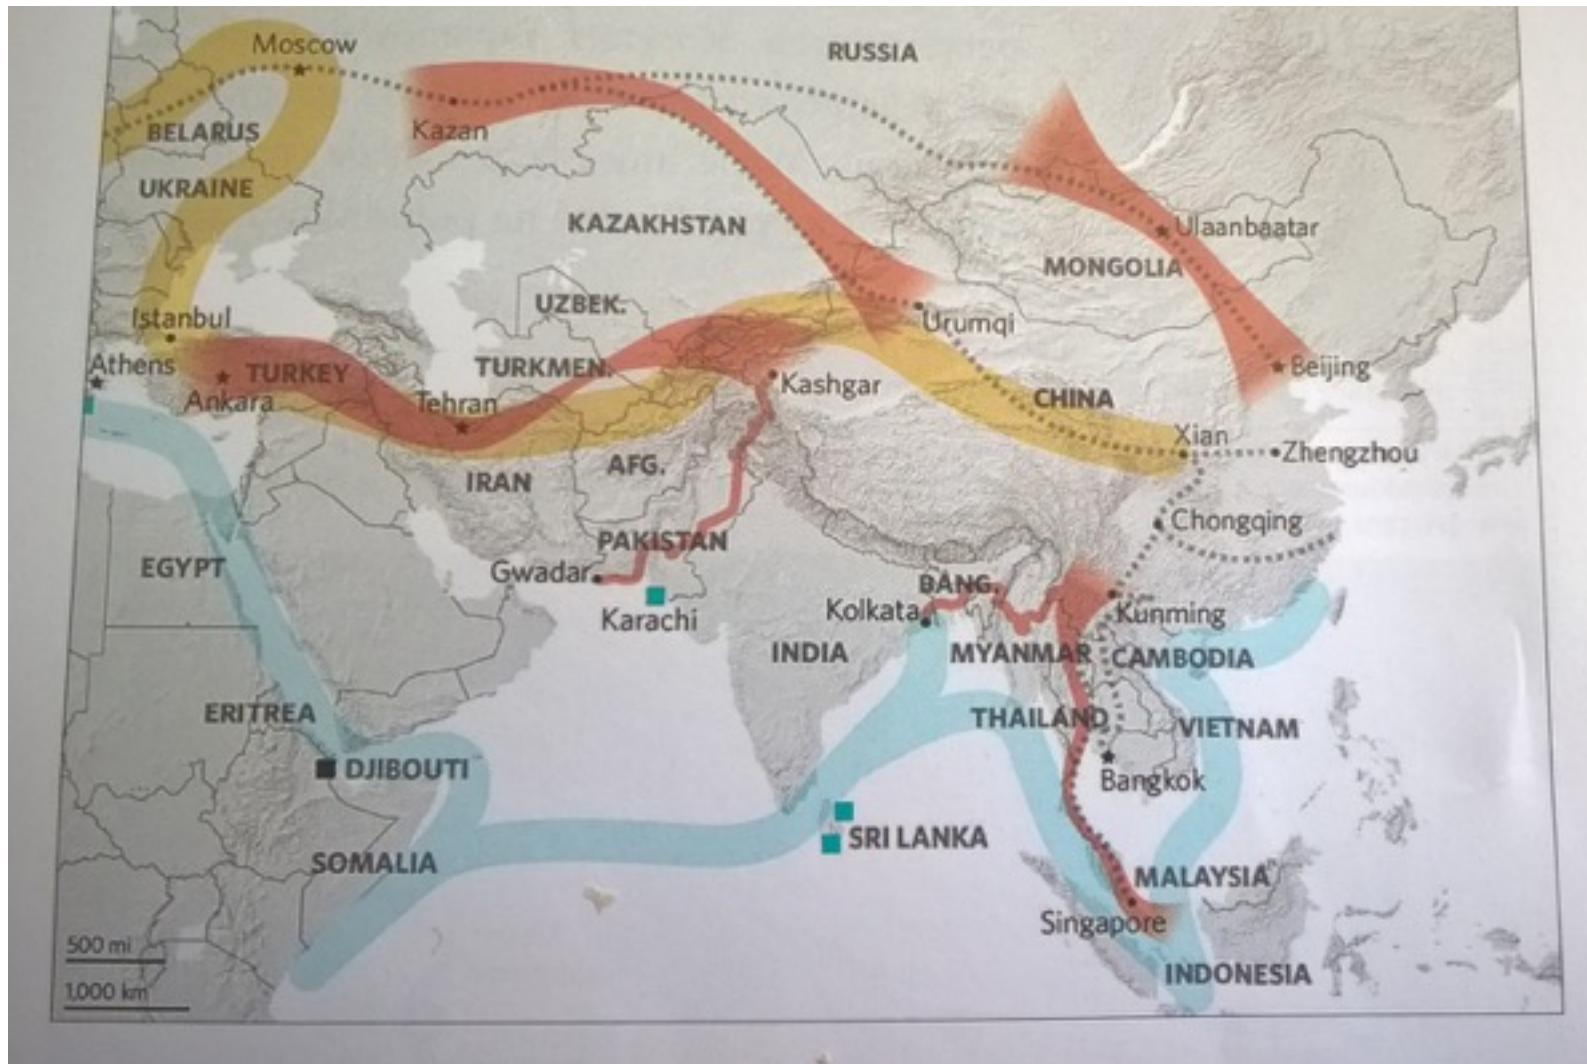 Moscow
RUSSIA
Kazan
BELARUS
UKRAINE
KAZAKHSTAN
Ulaanbaatar
MONGOLIA
UZBEK.
Istanbul
Urumqi
Athens
TURKEY
TURKMEN.
Beijing
Ankara
Tehran
Kashgar
CHINA
Xian
Zhengzhou
IRAN
AFG.
Chongqing
PAKISTAN
EGYPT
Gwadar
BANG.
Karachi
Kolkata
Kunming
INDIA
MYANMAR
CAMBODIA
ERITREA
THAILAND
VIETNAM
DJIBOUTI
Bangkok
SRI LANKA
SOMALIA
MALAYSIA
Singapore
500 mi
INDONESIA
1,000 km